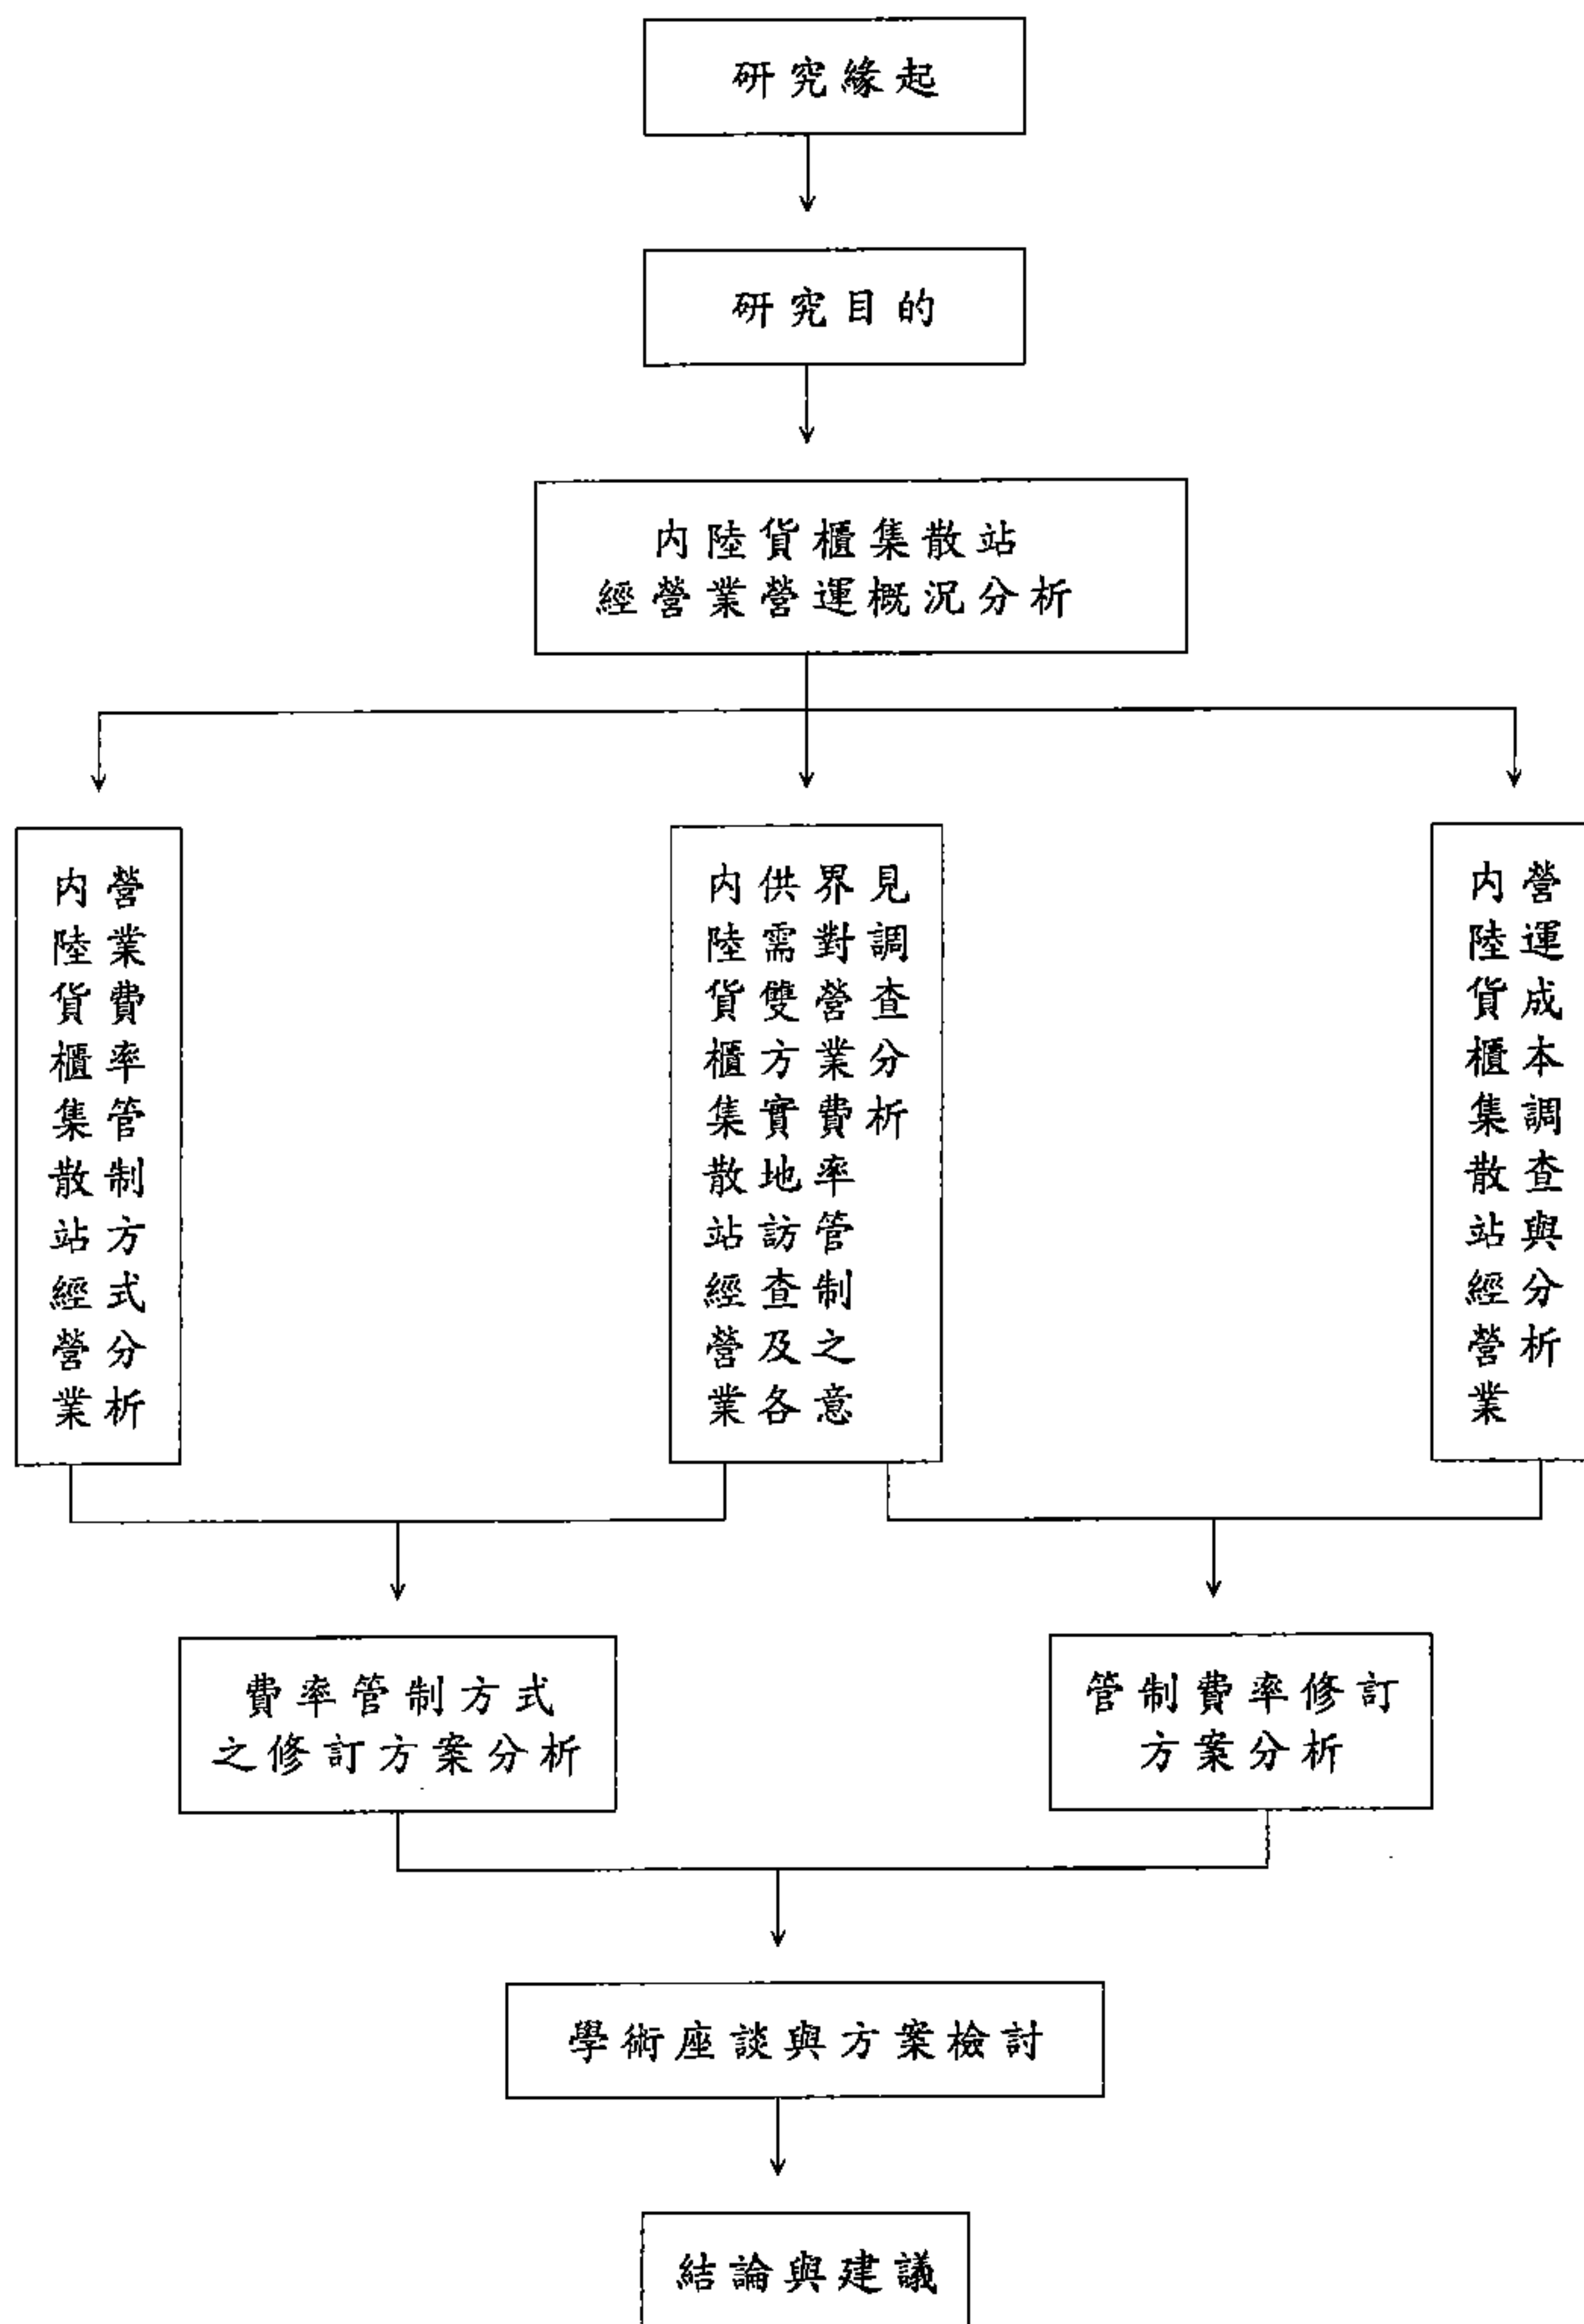 研究緣起
研究目的
內陸貨櫃集散站
經營業營運概況分析
內陸貨櫃集散站經營業
營業費率管制方式分析
內陸貨櫃集散站經營業
供需雙方實地訪查及各
界對營業費率管制之意
見調查分析
內陸貨櫃集散站經營業
營運成本調查與分析
費率管制方式
之修訂方案分析
管制費率修訂
方案分析
學術座談與方案檢討
結論與建議